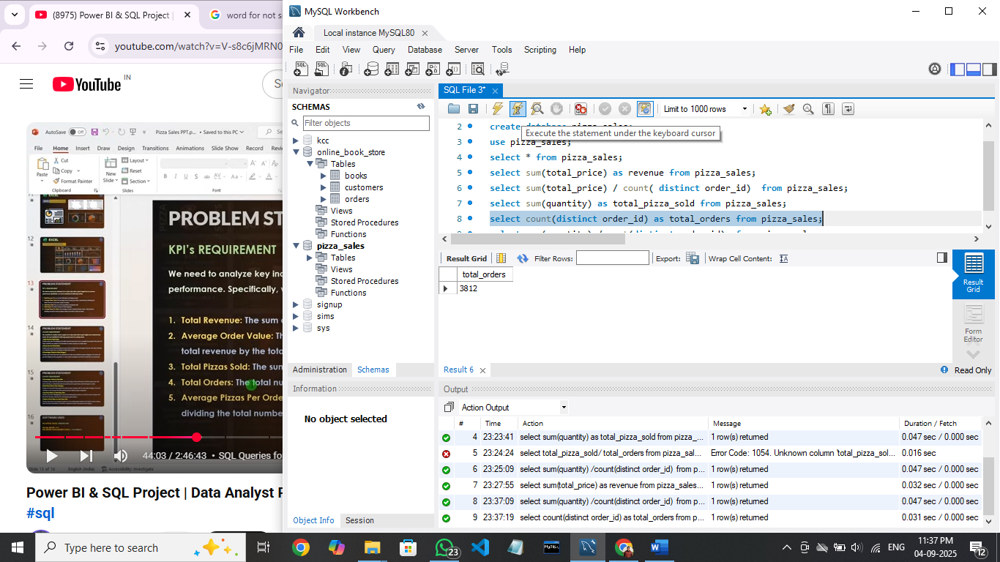 (8975) Power BI & SQL Project |
word for not su
youtube.com/watch?v=V-s8c6jMRN0
YouTube IN
AutoSave Off
Pizza Sales PPT.p... • Saved to this PC
File Home Insert Draw Design Transitions Animations Slide Show Record
Paste
Cut
Copy
Format Painter
Clipboard
New Slide
Layout
Reset
Section
Slides
Font
12
13
14
15
16
PROBLEM ST
KPI's REQUIREMENT
We need to analyze key in
performance. Specifically, v
1. Total Revenue: The sum o
2. Average Order Value: Th
total revenue by the tota
3. Total Pizzas Sold: The sum
4. Total Orders: The total nu
5. Average Pizzas Per Orde
dividing the total numbe
Slide 13 of 16
English (India)
Accessibility: Investigate
44:03 / 2:46:43 • SQL Queries for
Power BI & SQL Project | Data Analyst P
#sql
MySQL Workbench
Local instance MySQL80
File Edit View Query Database Server Tools Scripting Help
Navigator
SCHEMAS
Filter objects
kcc
online_book_store
Tables
books
customers
orders
Views
Stored Procedures
Functions
pizza_sales
Tables
Views
Stored Procedures
Functions
signup
sims
sys
Administration Schemas
Information
No object selected
Object Info Session
SQL File 3*
Limit to 1000 rows
Execute the statement under the keyboard cursor
2 create database pizza_sales;
3 use pizza_sales;
4 select * from pizza_sales;
5 select sum(total_price) as revenue from pizza_sales;
6 select sum(total_price) / count( distinct order_id)  from pizza_sales;
7 select sum(quantity) as total_pizza_sold from pizza_sales;
8 select count(distinct order_id) as total_orders from pizza_sales;
Result Grid Filter Rows: Export: Wrap Cell Content:
total_orders
3812
Result Grid
Form Editor
Result 6
Read Only
Output
Action Output
# Time Action Message Duration / Fetch
4 23:23:41 select sum(quantity) as total_pizza_sold from pizza_... 1 row(s) returned 0.047 sec / 0.000 sec
5 23:24:24 select total_pizza_sold/ total_orders from pizza_sal... Error Code: 1054. Unknown column 'total_pizza_sol... 0.016 sec
6 23:25:09 select sum(quantity) /count(distinct order_id)  from p... 1 row(s) returned 0.047 sec / 0.000 sec
7 23:27:55 select sum(total_price) as revenue from pizza_sales... 1 row(s) returned 0.032 sec / 0.000 sec
8 23:37:09 select sum(quantity) /count(distinct order_id)  from p... 1 row(s) returned 0.047 sec / 0.000 sec
9 23:37:19 select count(distinct order_id) as total_orders from p... 1 row(s) returned 0.031 sec / 0.000 sec
Type here to search
23
ENG
11:37 PM
04-09-2025
12